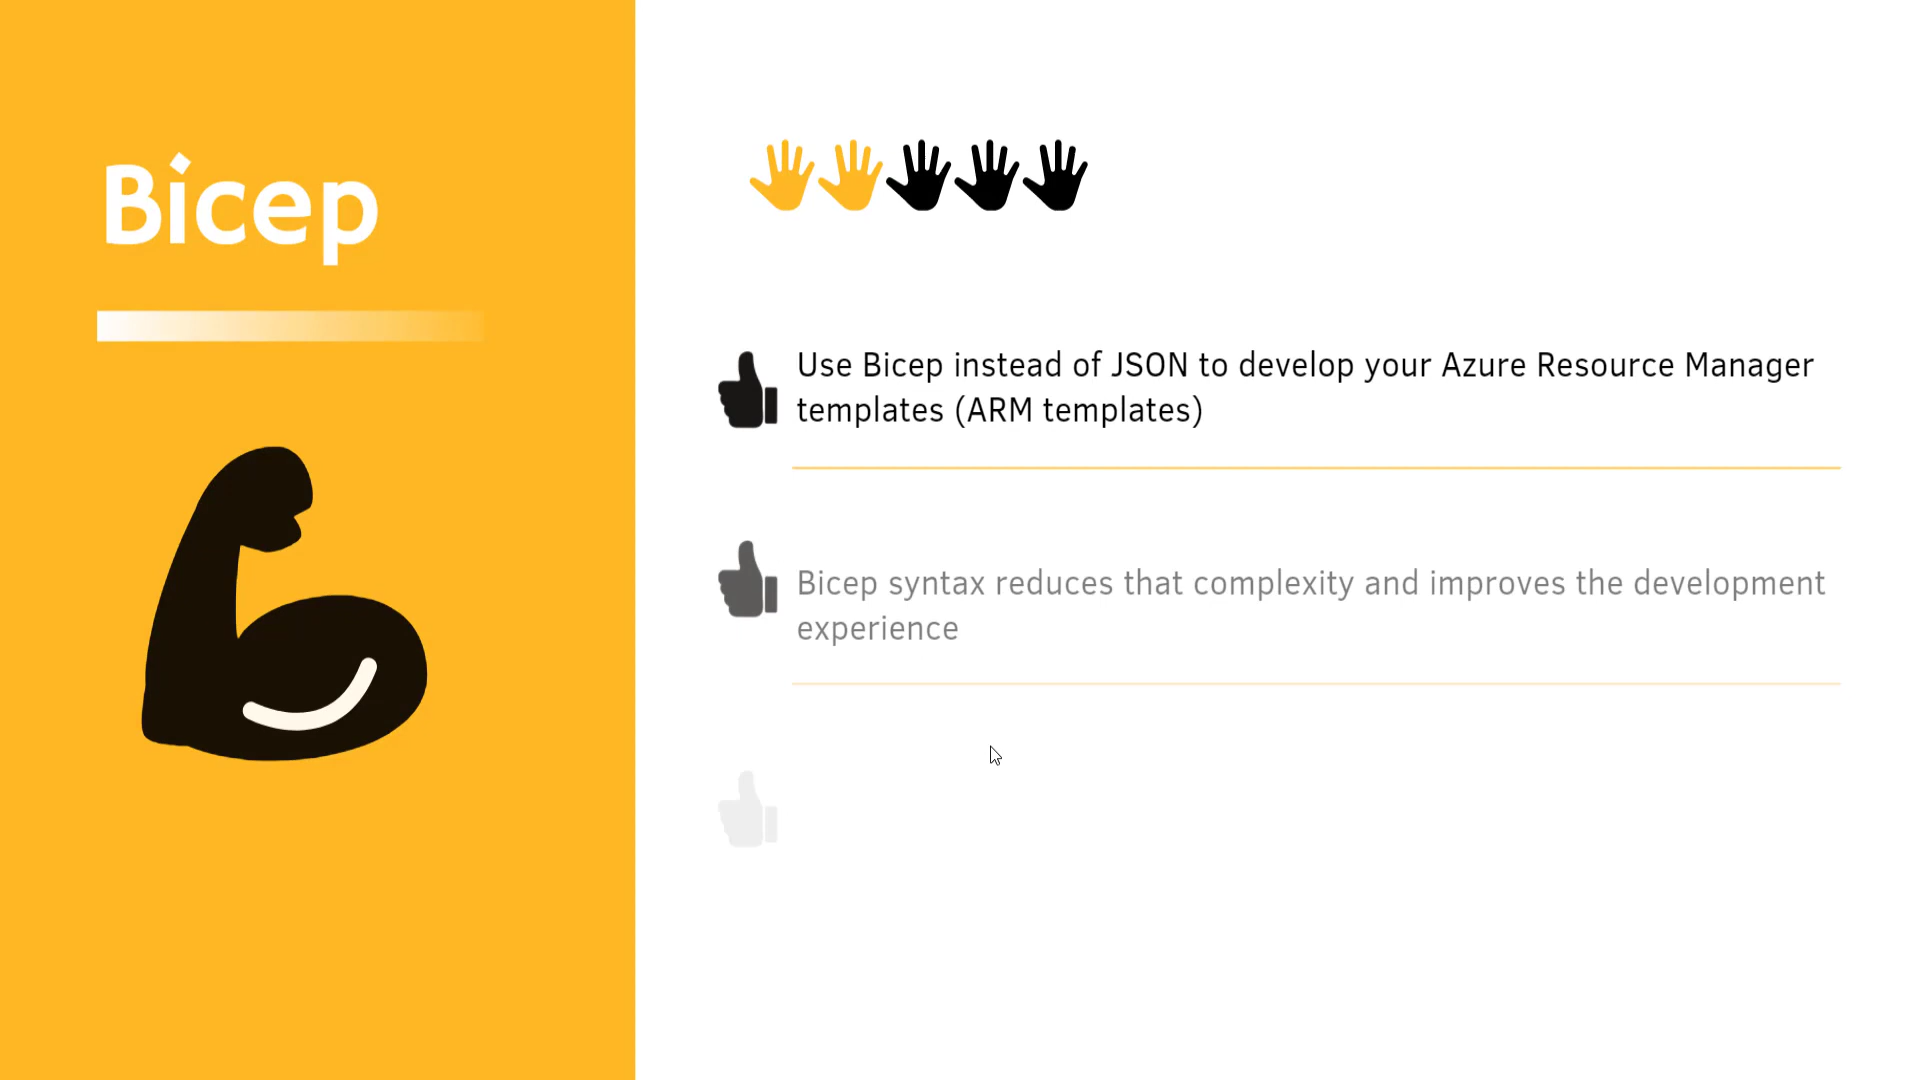 Bicep
Use Bicep instead of JSON to develop your Azure Resource Manager
templates (ARM templates)
Bicep syntax reduces that complexity and improves the development
experience